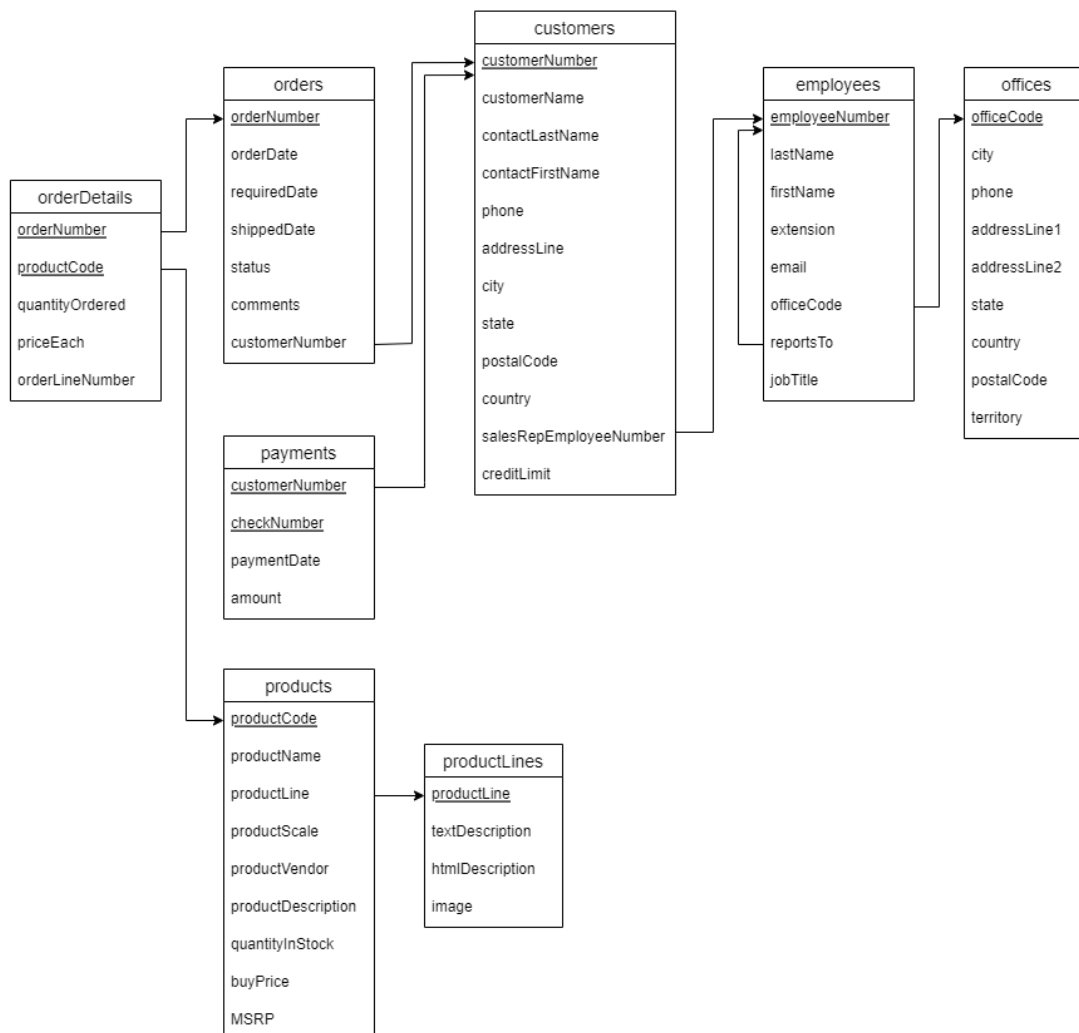 customers
customerNumber
customerName
contactLastName
contactFirstName
phone
addressLine
city
state
postalCode
country
salesRepEmployeeNumber
creditLimit
orders
orderNumber
orderDate
requiredDate
shippedDate
status
comments
customerNumber
employees
employeeNumber
lastName
firstName
extension
email
officeCode
reportsTo
jobTitle
offices
officeCode
city
phone
addressLine1
addressLine2
state
country
postalCode
territory
orderDetails
orderNumber
productCode
quantityOrdered
priceEach
orderLineNumber
payments
customerNumber
checkNumber
paymentDate
amount
products
productCode
productName
productLine
productScale
productVendor
productDescription
quantityInStock
buyPrice
MSRP
productLines
productLine
textDescription
htmlDescription
image